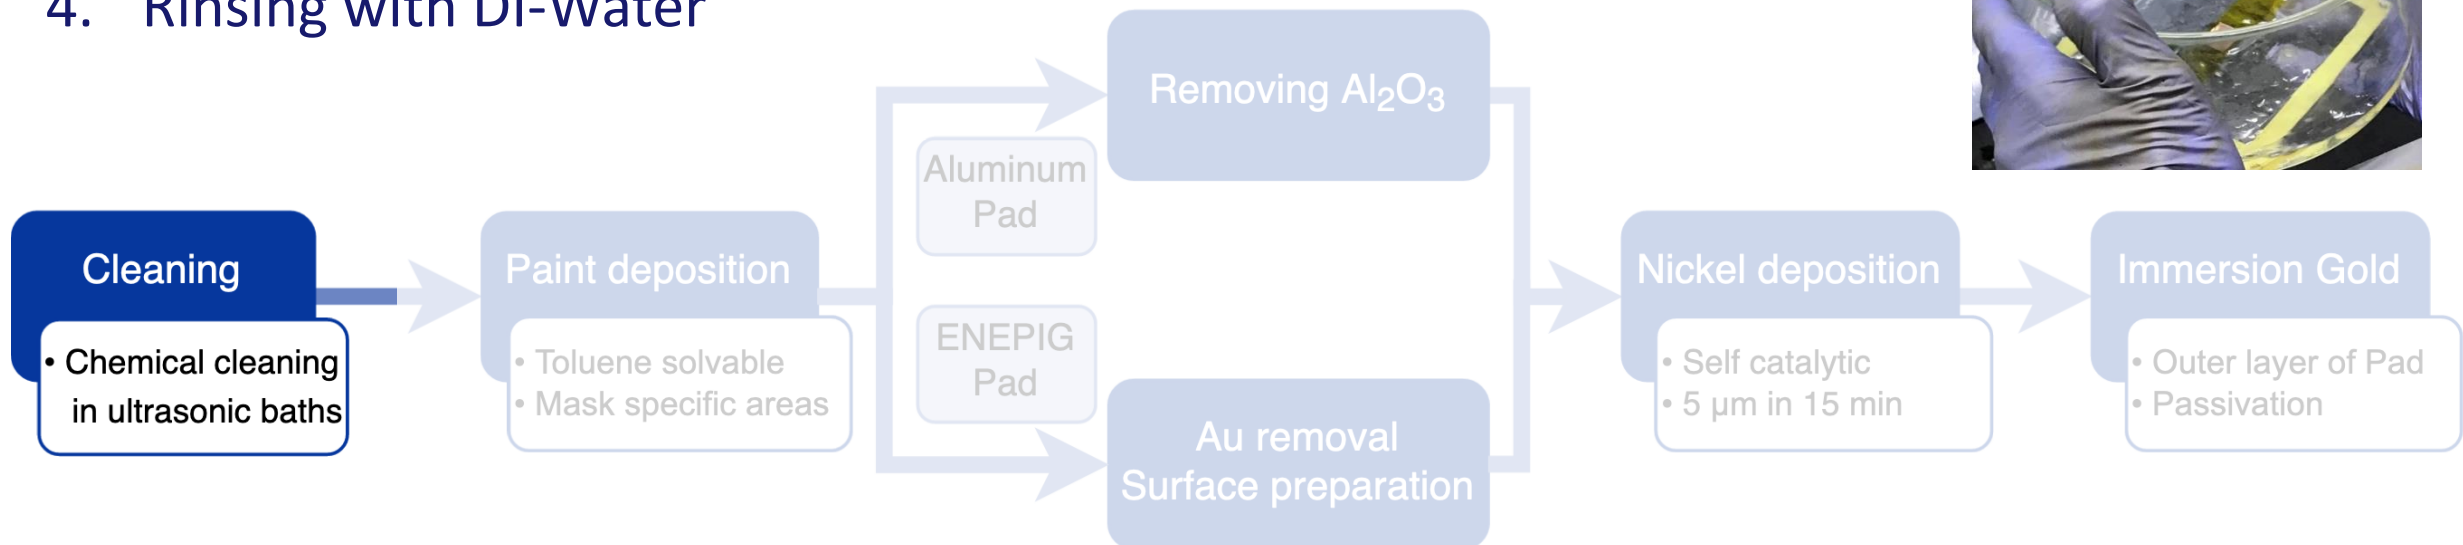 4. Rinsing with DI-Water
Removing Al₂O₃
Aluminum
Pad
Cleaning
• Chemical cleaning
in ultrasonic baths
Paint deposition
• Toluene solvable
• Mask specific areas
ENEPIG
Pad
Au removal
Surface preparation
Nickel deposition
• Self catalytic
• 5 μm in 15 min
Immersion Gold
• Outer layer of Pad
• Passivation